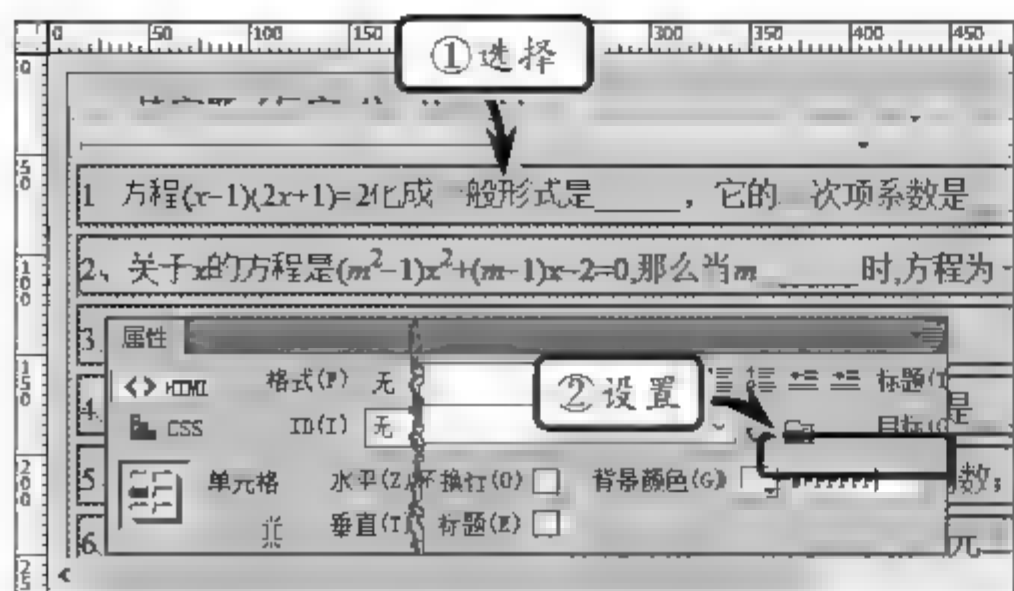 0 50 100 150 300 350 400 450
①选择
1 方程(x-1)(2x+1)=2化成 般形式是______，它的 次项系数是
2、关于x的方程是(m²-1)x²+(m-1)x-2=0,那么当m______时,方程为
3
属性
HTML 格式(F) 无 ②设置 标题(T
4. CSS ID(I) 无 目标(G 是
5 单元格 水平(Z) 不换行(O) 背景颜色(G) 数；
6. 垂直(T) 标题(E) 元